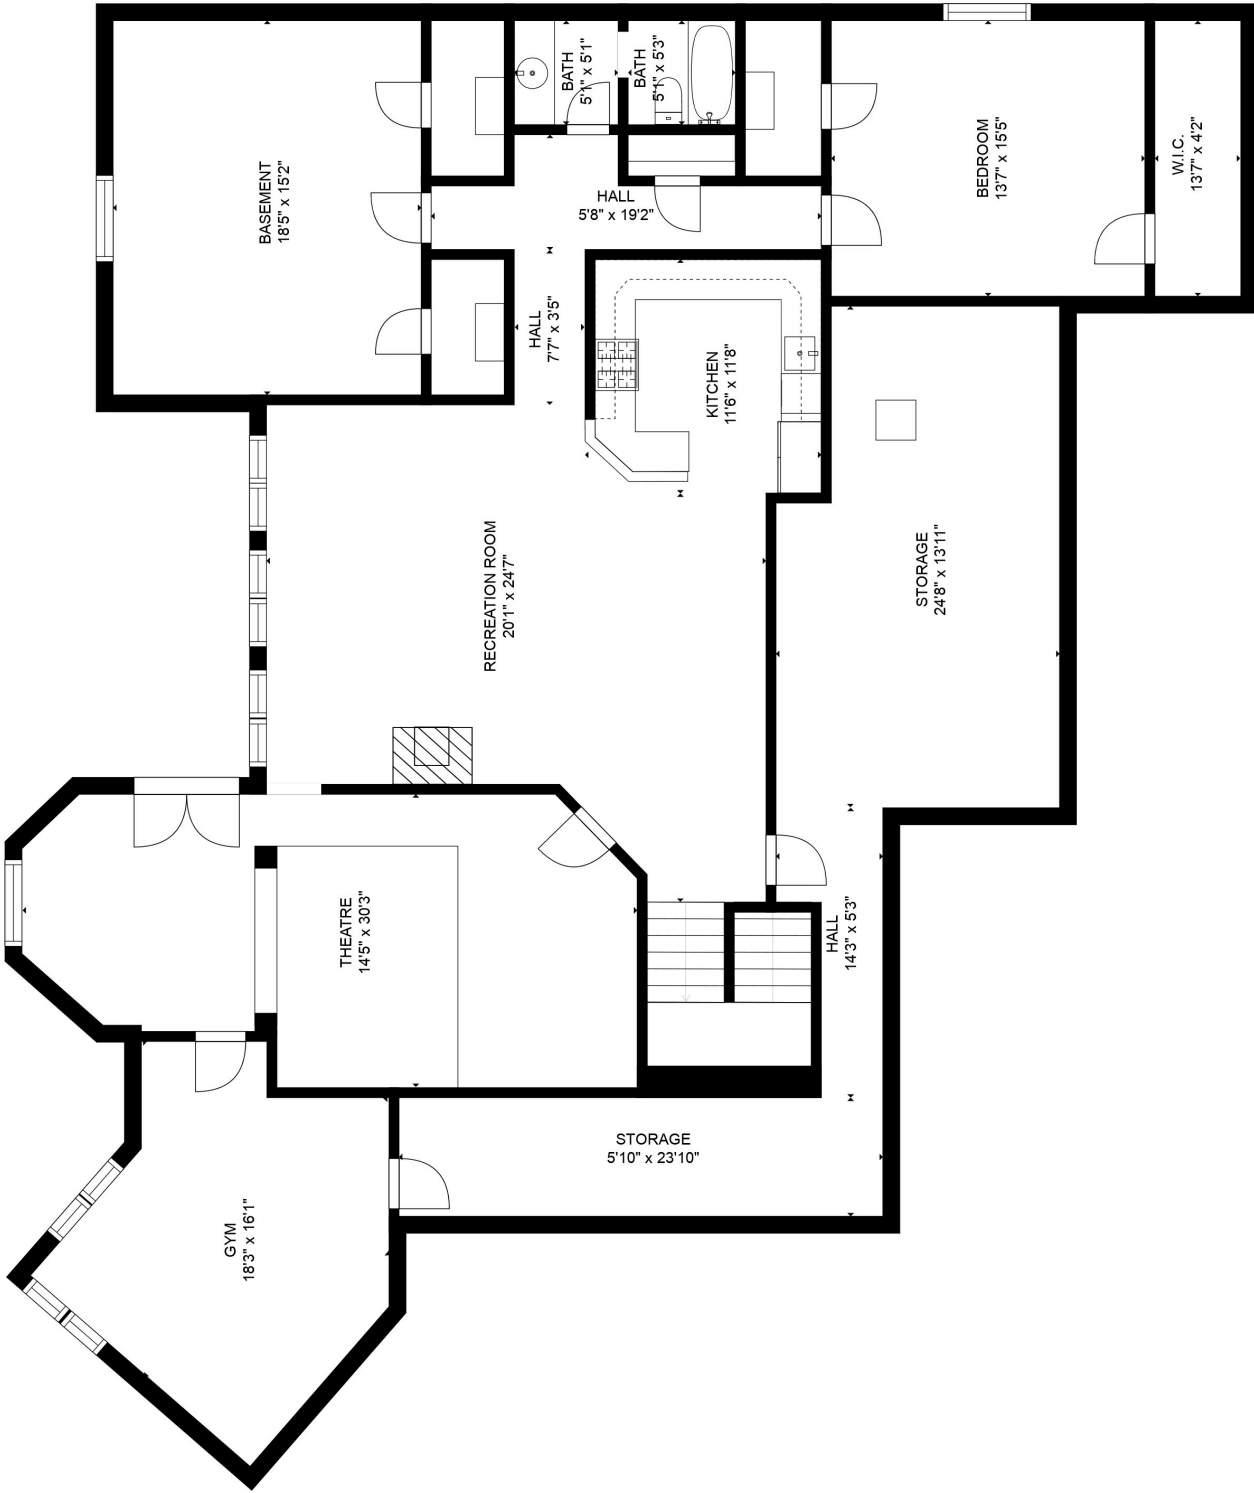 BATH
5'1" x 5'1"
BATH
5'1" x 5'3"
BASEMENT
18'5" x 15'2"
BEDROOM
13'7" x 15'5"
W.I.C.
13'7" x 4'2"
HALL
5'8" x 19'2"
HALL
7'7" x 3'5"
KITCHEN
11'6" x 11'8"
RECREATION ROOM
20'1" x 24'7"
STORAGE
24'8" x 13'11"
THEATRE
14'5" x 30'3"
HALL
14'3" x 5'3"
STORAGE
5'10" x 23'10"
GYM
18'3" x 16'1"